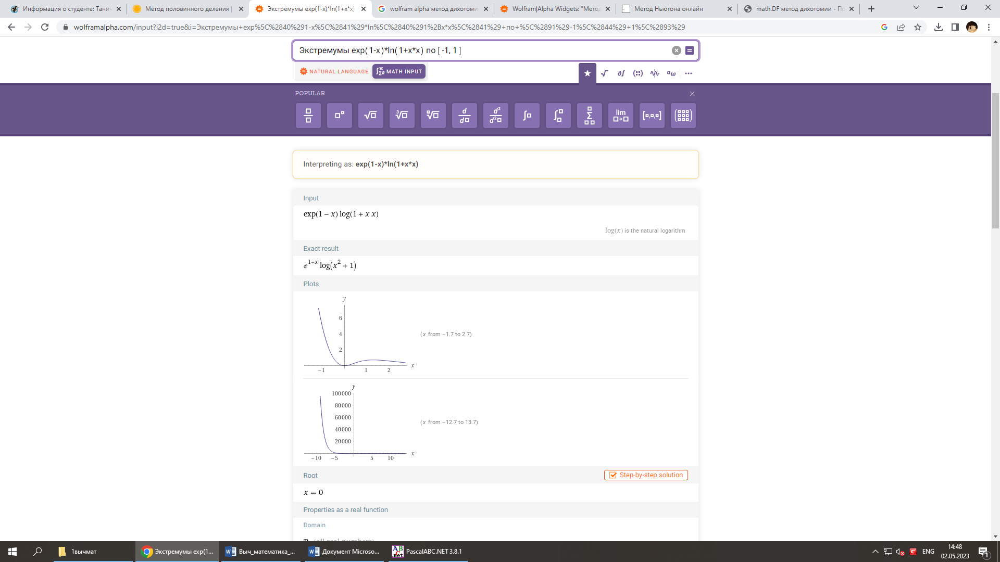 Информация о студенте: Танич
Метод половинного деления |
Экстремумы exp(1-x)*ln(1+x*x)
wolfram alpha метод дихотоми
Wolfram|Alpha Widgets: "Метод
Метод Ньютона онлайн
math.DF метод дихотомии - По
wolframalpha.com/input?i2d=true&i=Экстремумы+exp%5C%2840%291-x%5C%2841%29*ln%5C%2840%291%2Bx*x%5C%2841%29+по+%5C%2891%29-1%5C%2844%29+1%5C%2893%29
Экстремумы exp(1-x)*ln(1+x*x) по [-1, 1]
NATURAL LANGUAGE
MATH INPUT
POPULAR
Interpreting as: exp(1-x)*ln(1+x*x)
Input
exp(1 − x) log(1 + x x)
log(x) is the natural logarithm
Exact result
e^(1−x) log(x² + 1)
Plots
y
6
4
2
−1 1 2 x
(x from −1.7 to 2.7)
y
100000
80000
60000
40000
20000
−10 −5 5 10 x
(x from −12.7 to 13.7)
Root
Step-by-step solution
x = 0
Properties as a real function
Domain
1вычмат
Экстремумы exp(1...
Выч_математика_...
Документ Microso...
PascalABC.NET 3.8.1
ENG
14:48
02.05.2023